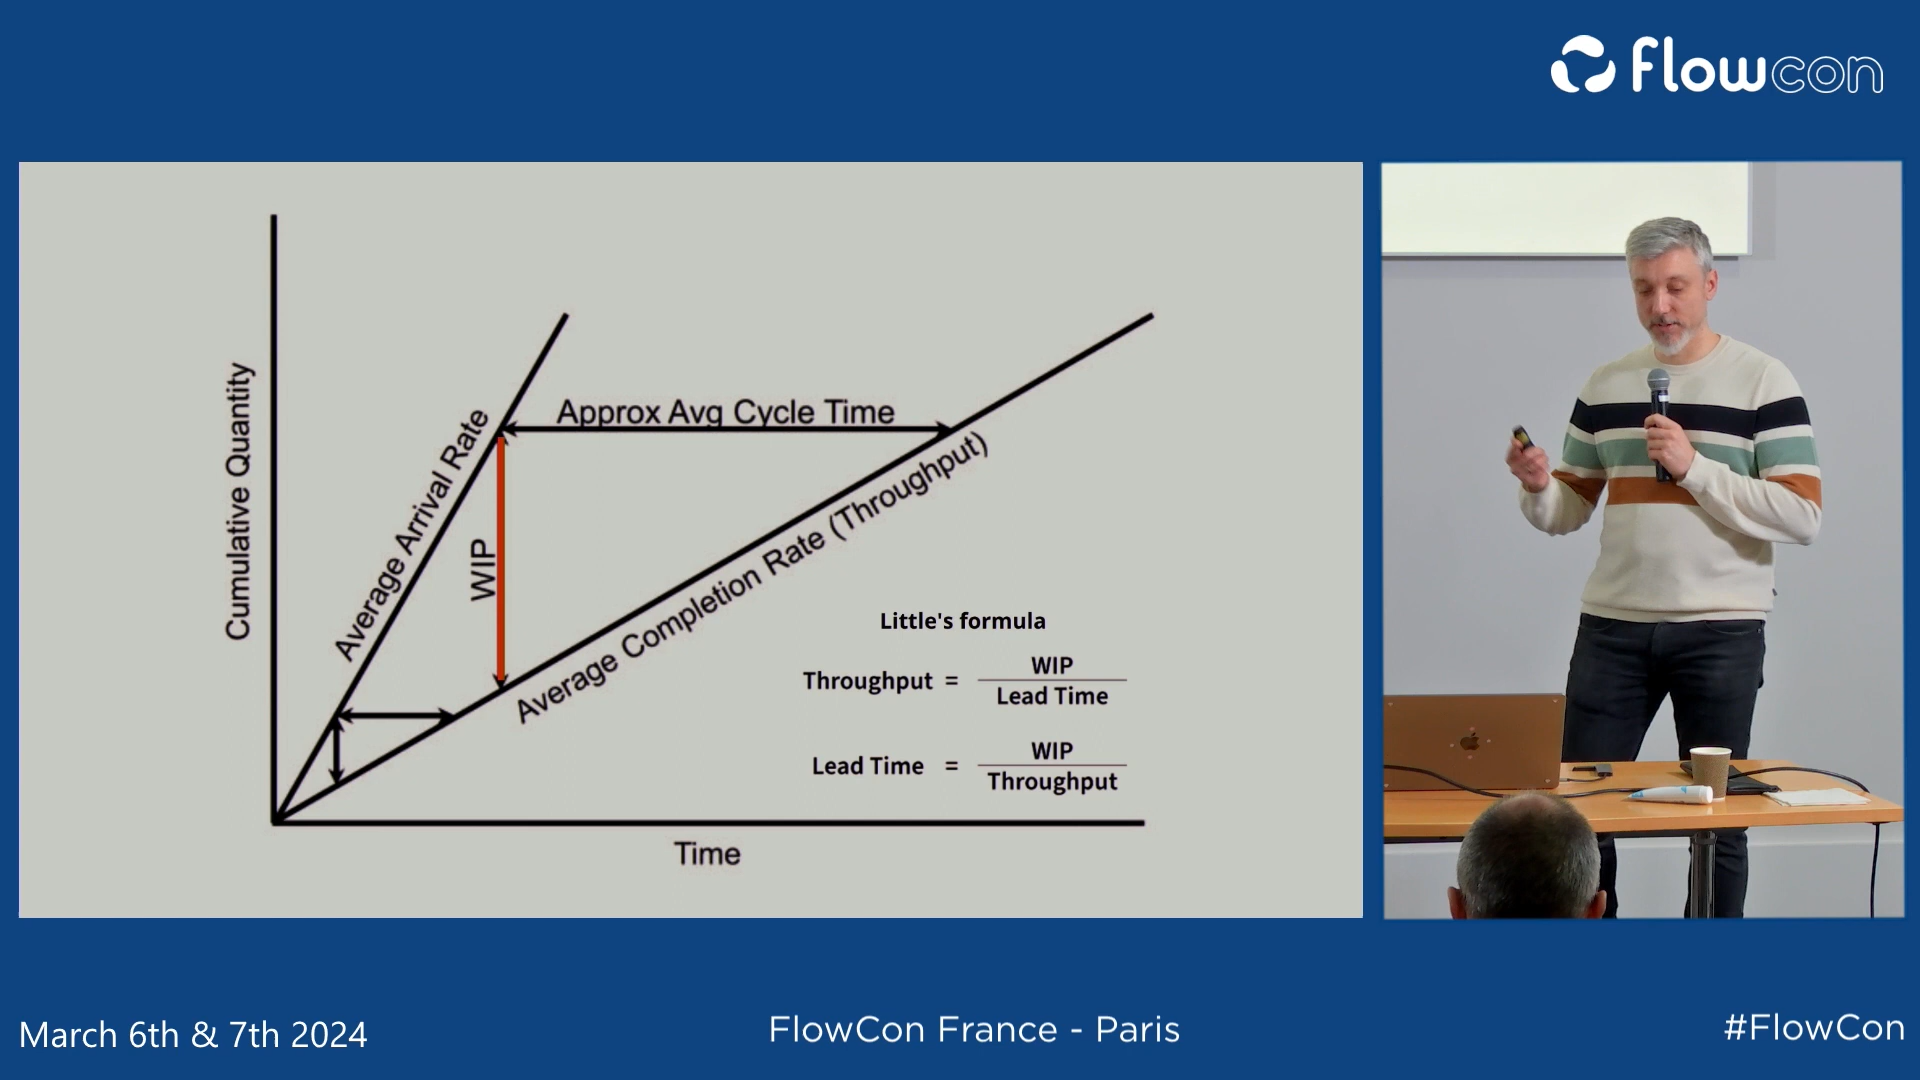 flowcon
Cumulative Quantity
Average Arrival Rate
Approx Avg Cycle Time
WIP
Average Completion Rate (Throughput)
Little's formula
Throughput = WIP
Lead Time
Lead Time = WIP
Throughput
Time
March 6th & 7th 2024
FlowCon France - Paris
#FlowCon